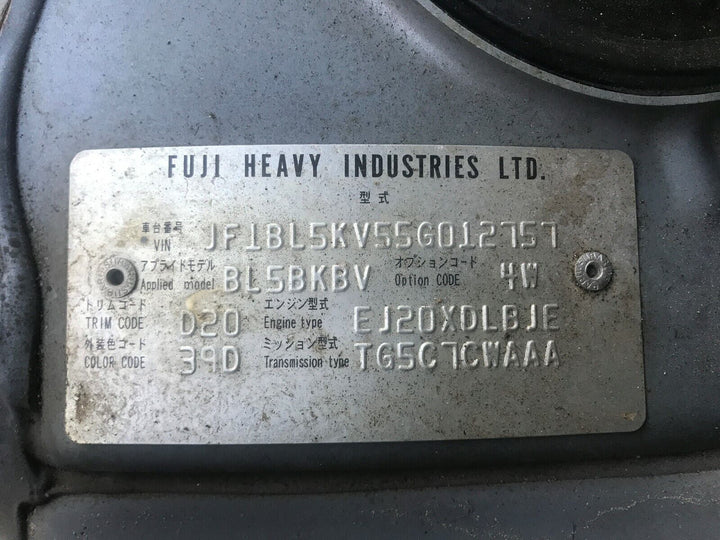 FUJI HEAVY INDUSTRIES LTD.
型式
車台番号
VIN JF1BL5KV55G012757
アプライドモデル オプションコード
Applied model BL5BKBV Option CODE 4W
トリムコード エンジン型式
TRIM CODE D20 Engine type EJ20XDLBJE
外装色コード ミッション型式
COLOR CODE 39D Transmission type TG5C7CWAAA